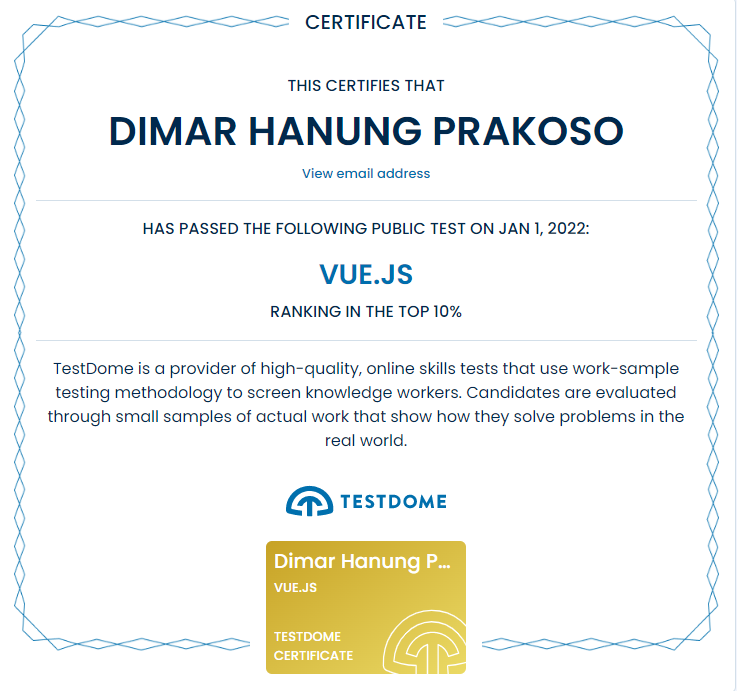 CERTIFICATE
THIS CERTIFIES THAT
DIMAR HANUNG PRAKOSO
View email address
HAS PASSED THE FOLLOWING PUBLIC TEST ON JAN 1, 2022:
VUE.JS
RANKING IN THE TOP 10%
TestDome is a provider of high-quality, online skills tests that use work-sample
testing methodology to screen knowledge workers. Candidates are evaluated
through small samples of actual work that show how they solve problems in the
real world.
TESTDOME
Dimar Hanung P...
VUE.JS
TESTDOME
CERTIFICATE